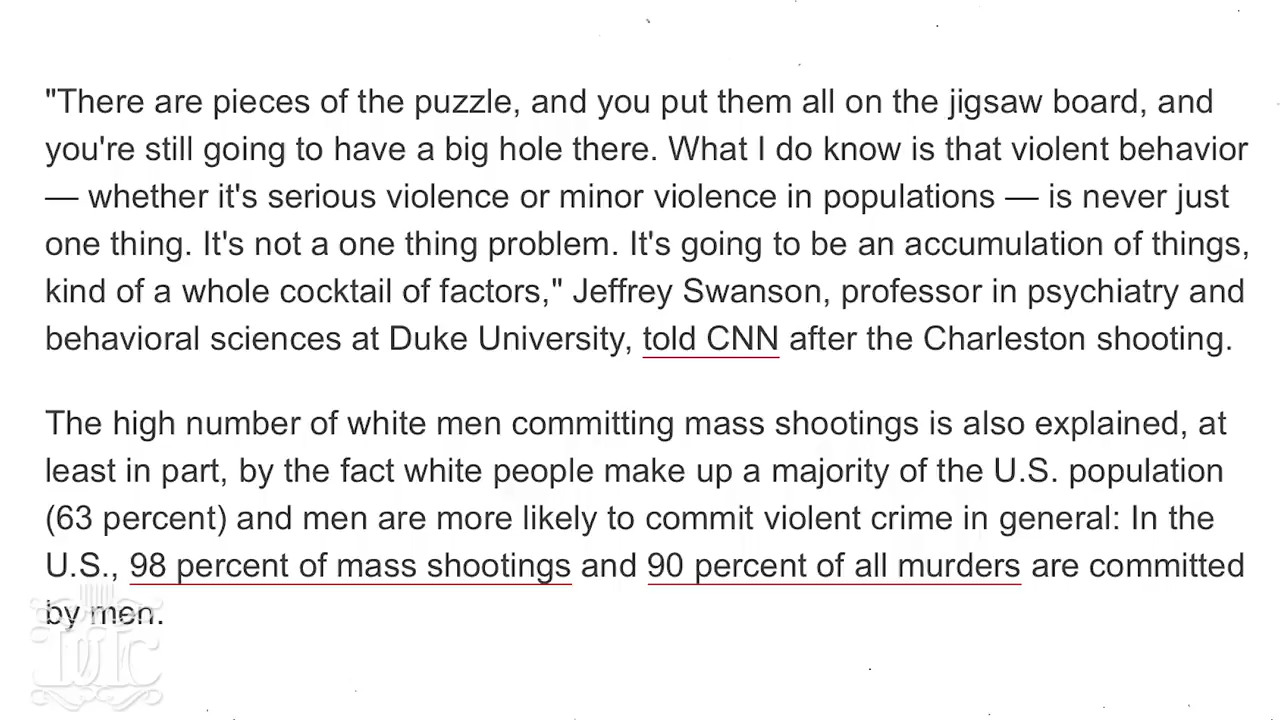 "There are pieces of the puzzle, and you put them all on the jigsaw board, and
you're still going to have a big hole there. What I do know is that violent behavior
— whether it's serious violence or minor violence in populations — is never just
one thing. It's not a one thing problem. It's going to be an accumulation of things,
kind of a whole cocktail of factors," Jeffrey Swanson, professor in psychiatry and
behavioral sciences at Duke University, told CNN after the Charleston shooting.
The high number of white men committing mass shootings is also explained, at
least in part, by the fact white people make up a majority of the U.S. population
(63 percent) and men are more likely to commit violent crime in general: In the
U.S., 98 percent of mass shootings and 90 percent of all murders are committed
by men.